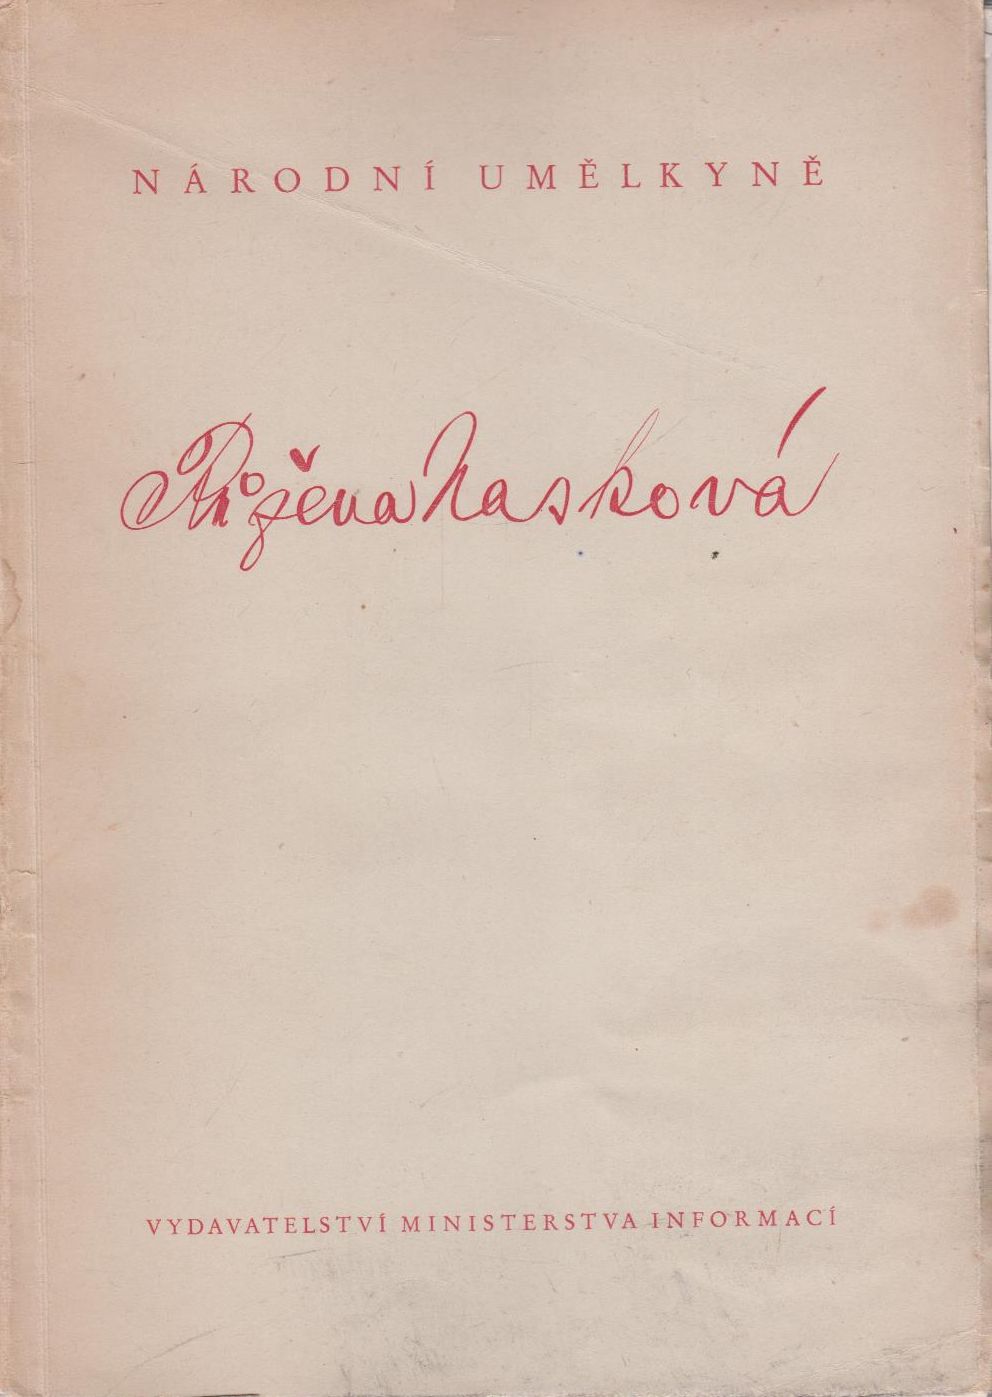 NÁRODNÍ UMĚLKYNĚ
Růžena Nasková
VYDAVATELSTVÍ MINISTERSTVA INFORMACÍ